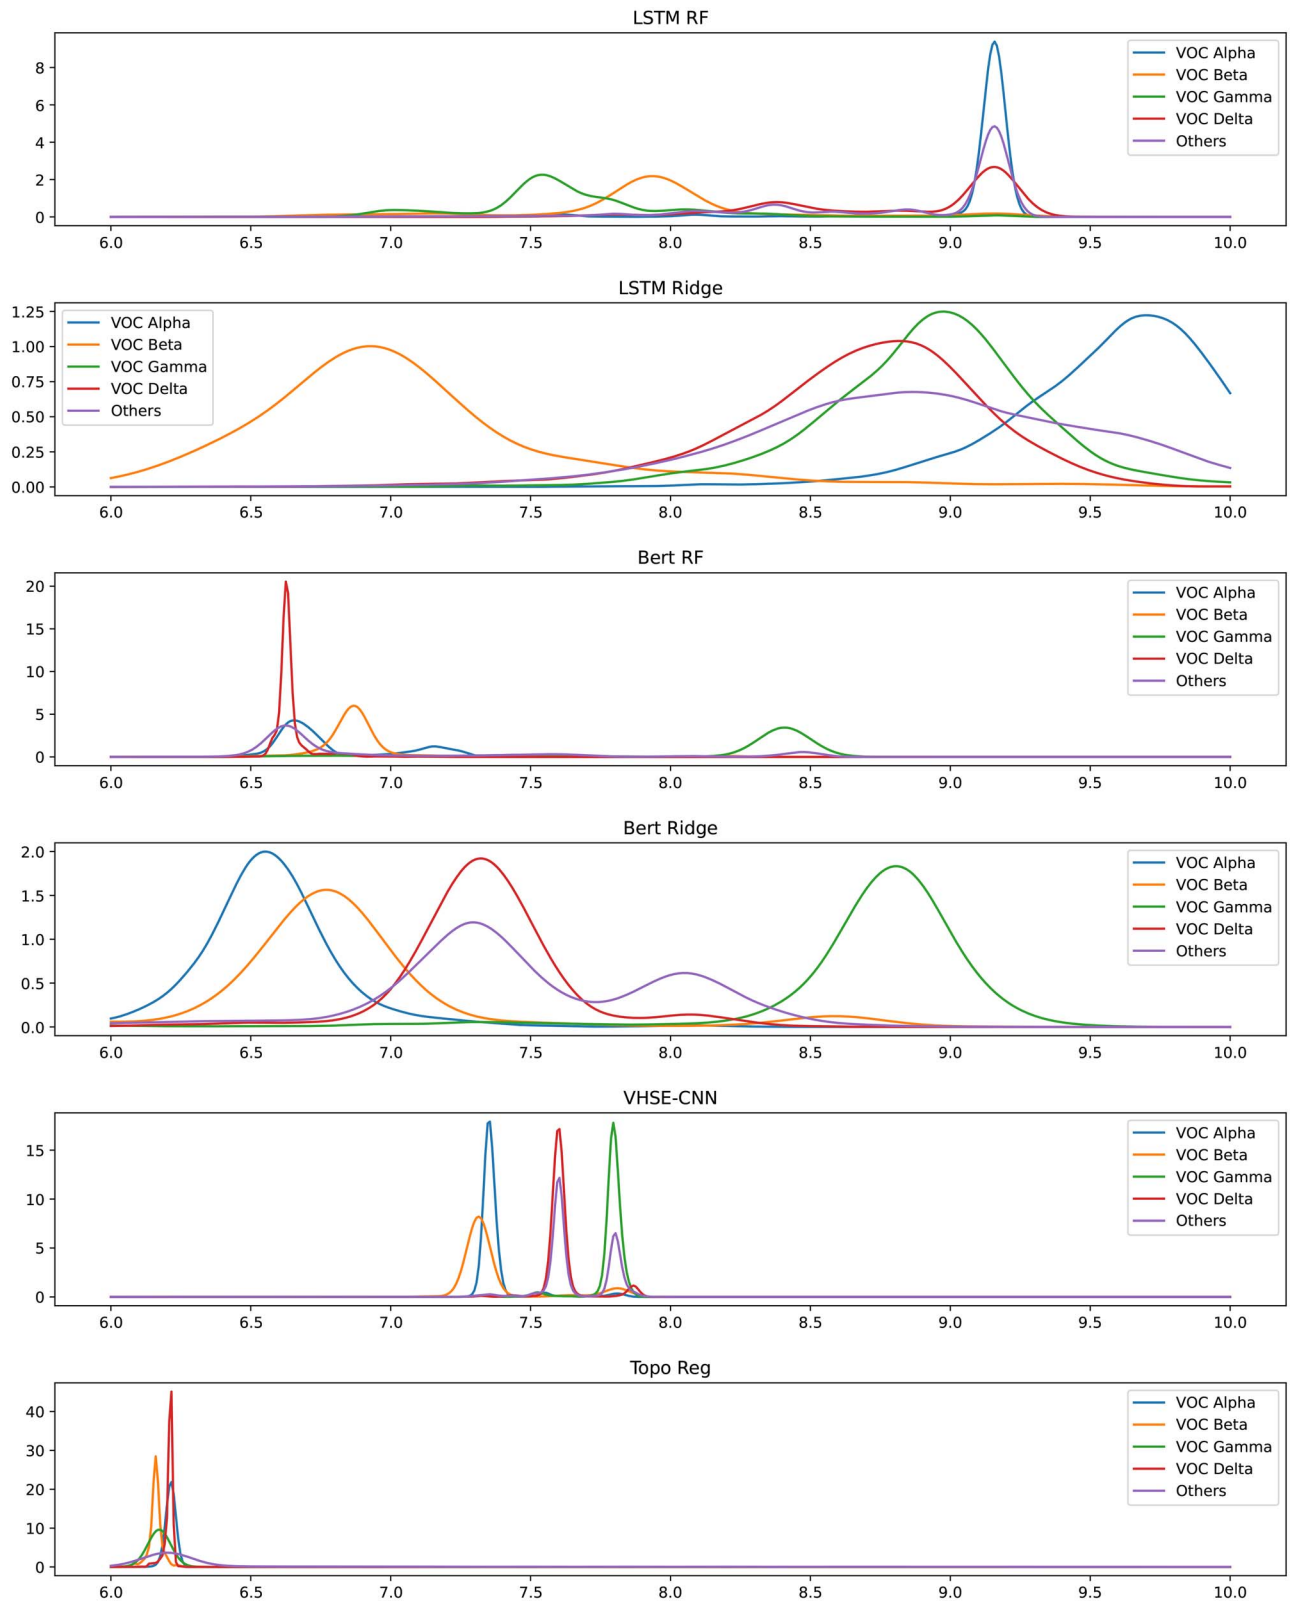 LSTM RF
8
6
4
2
0
VOC Alpha
VOC Beta
VOC Gamma
VOC Delta
Others
6.0 6.5 7.0 7.5 8.0 8.5 9.0 9.5 10.0
LSTM Ridge
1.25
1.00
0.75
0.50
0.25
0.00
VOC Alpha
VOC Beta
VOC Gamma
VOC Delta
Others
6.0 6.5 7.0 7.5 8.0 8.5 9.0 9.5 10.0
Bert RF
20
15
10
5
0
VOC Alpha
VOC Beta
VOC Gamma
VOC Delta
Others
6.0 6.5 7.0 7.5 8.0 8.5 9.0 9.5 10.0
Bert Ridge
2.0
1.5
1.0
0.5
0.0
VOC Alpha
VOC Beta
VOC Gamma
VOC Delta
Others
6.0 6.5 7.0 7.5 8.0 8.5 9.0 9.5 10.0
VHSE-CNN
15
10
5
0
VOC Alpha
VOC Beta
VOC Gamma
VOC Delta
Others
6.0 6.5 7.0 7.5 8.0 8.5 9.0 9.5 10.0
Topo Reg
40
30
20
10
0
VOC Alpha
VOC Beta
VOC Gamma
VOC Delta
Others
6.0 6.5 7.0 7.5 8.0 8.5 9.0 9.5 10.0